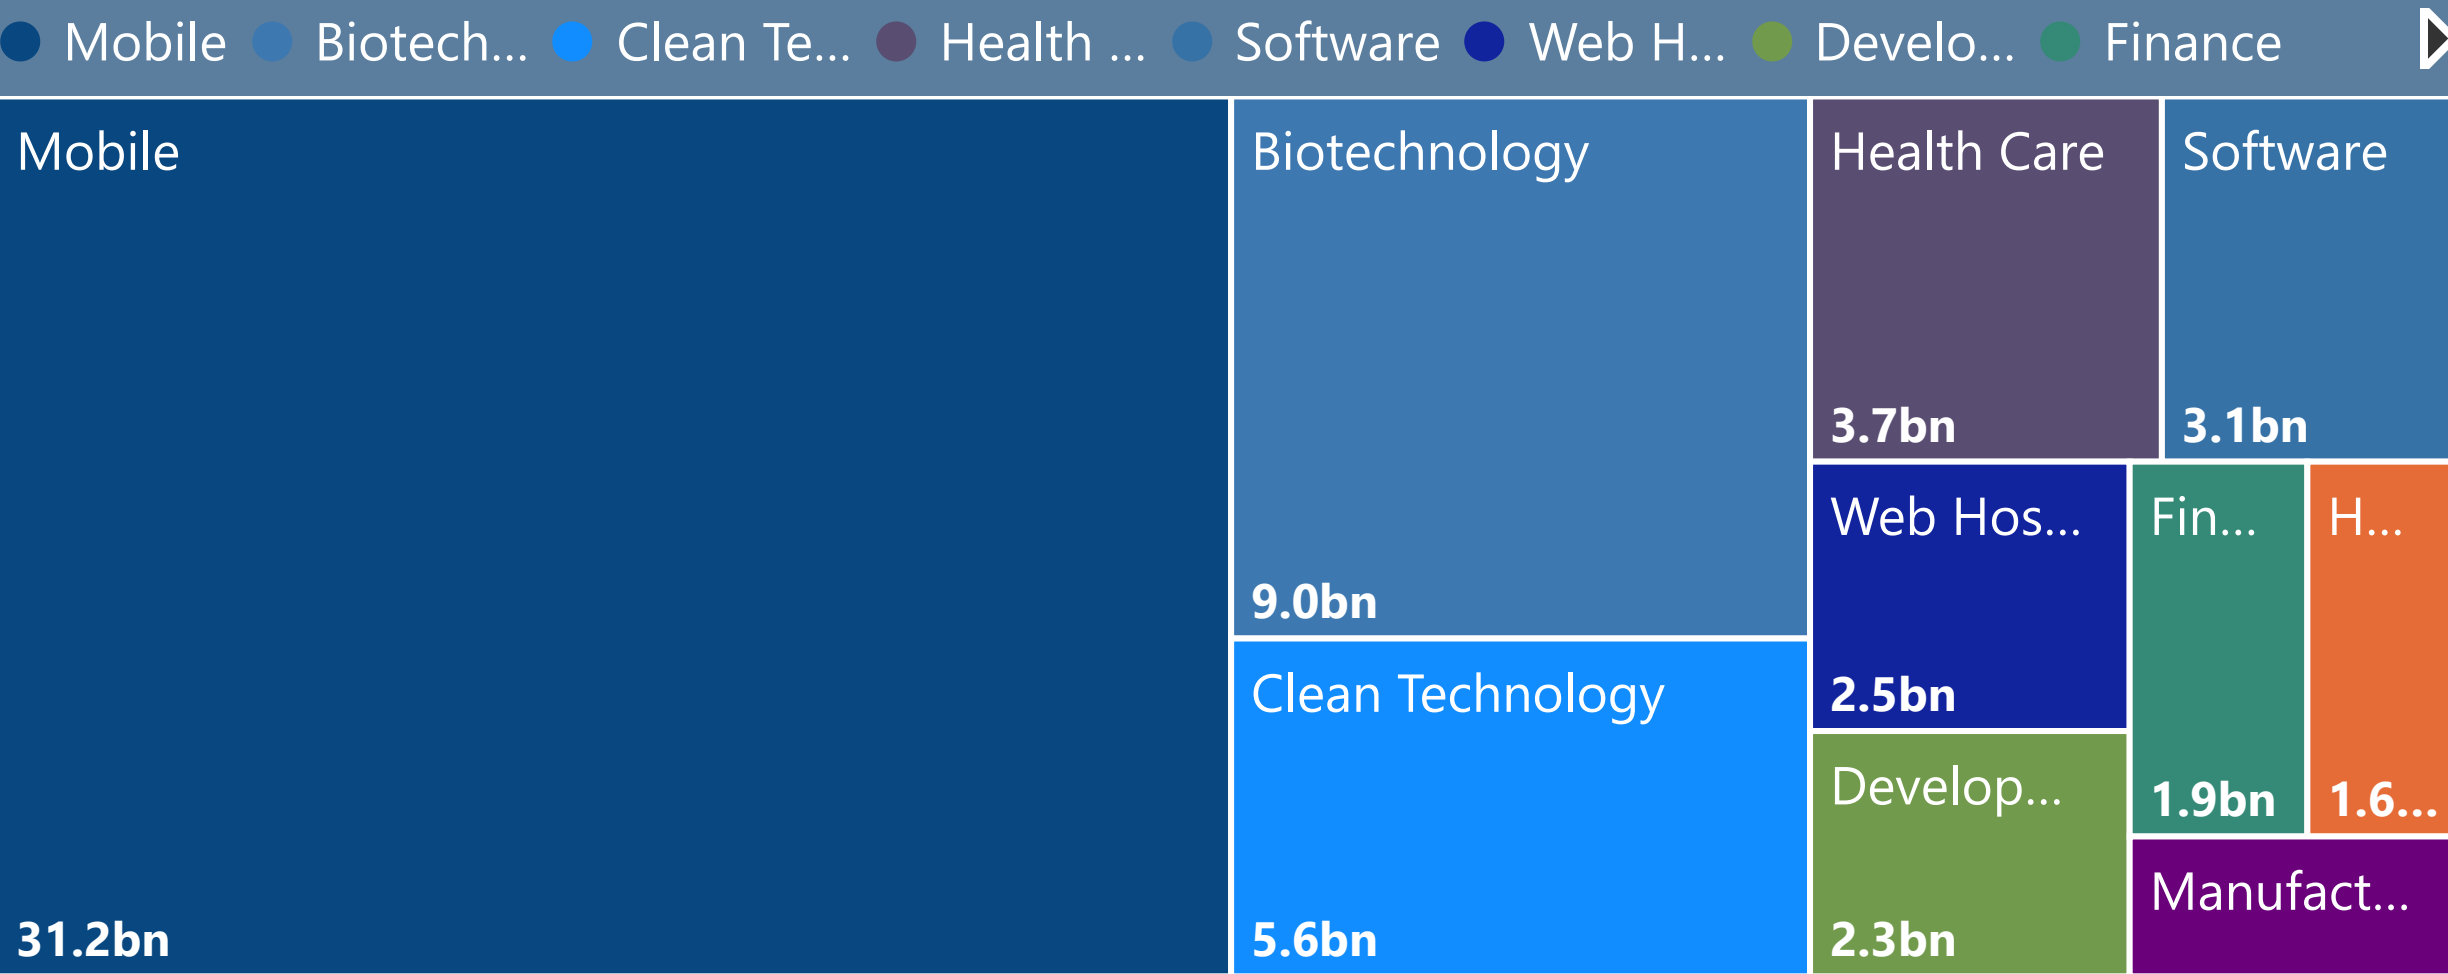 Mobile Biotech... Clean Te... Health ... Software Web H... Develo... Finance
Mobile
31.2bn
Biotechnology
9.0bn
Clean Technology
5.6bn
Health Care
3.7bn
Software
3.1bn
Web Hos...
2.5bn
Develop...
2.3bn
Fin...
1.9bn
H...
1.6...
Manufact...